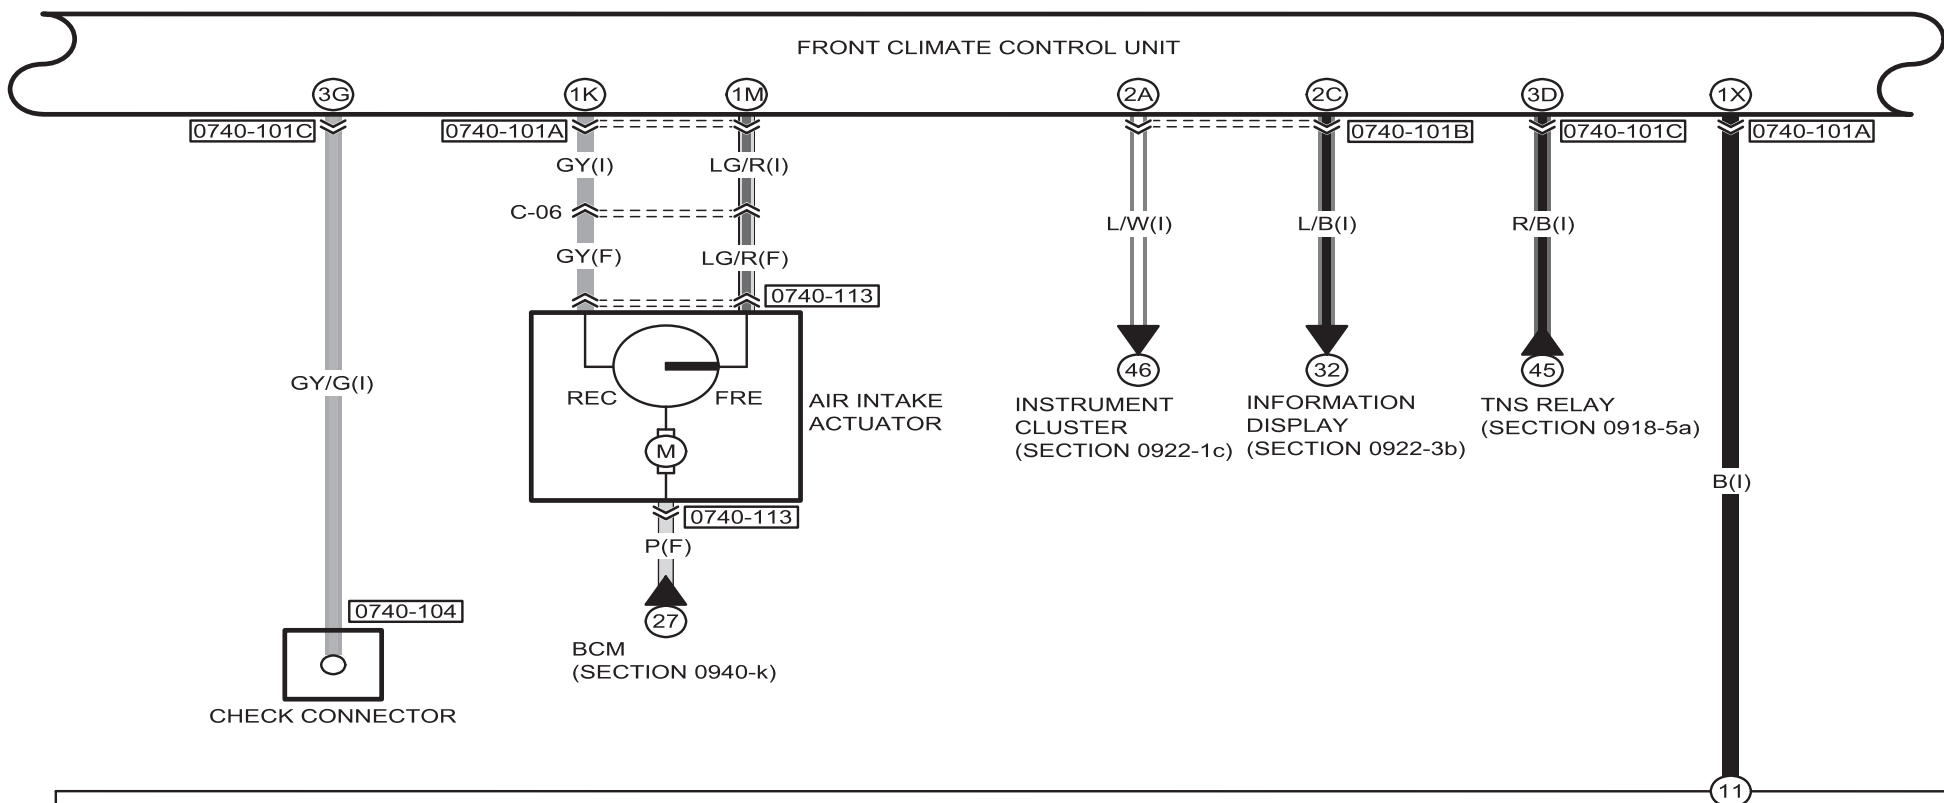 FRONT CLIMATE CONTROL UNIT
3G 1K 1M 2A 2C 3D 1X
0740-101C 0740-101A 0740-101B 0740-101C 0740-101A
GY(I) LG/R(I)
C-06
L/W(I) L/B(I) R/B(I)
GY(F) LG/R(F)
0740-113
GY/G(I)
REC FRE
AIR INTAKE
ACTUATOR
M
46 32 45
INSTRUMENT
CLUSTER
(SECTION 0922-1c)
INFORMATION
DISPLAY
(SECTION 0922-3b)
TNS RELAY
(SECTION 0918-5a)
B(I)
0740-113
P(F)
27
BCM
(SECTION 0940-k)
0740-104
CHECK CONNECTOR
11